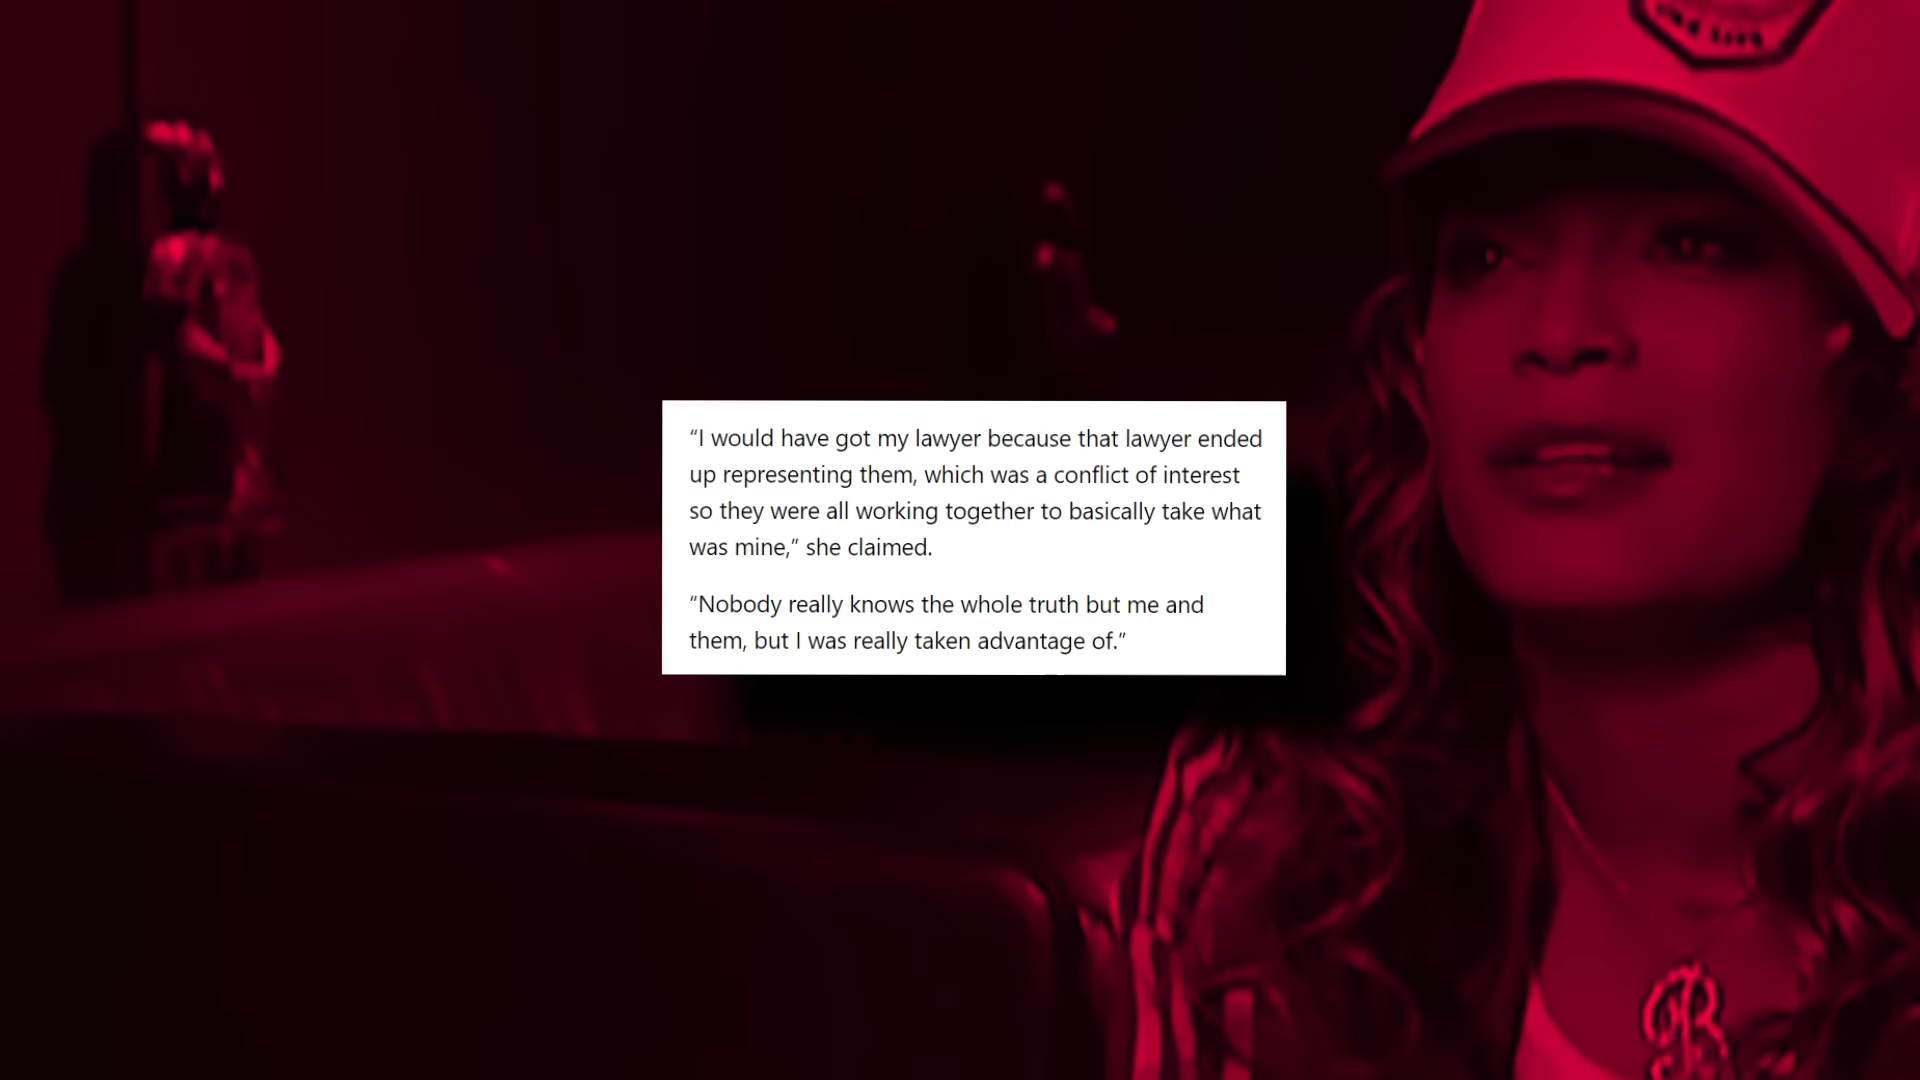 “I would have got my lawyer because that lawyer ended
up representing them, which was a conflict of interest
so they were all working together to basically take what
was mine,” she claimed.
“Nobody really knows the whole truth but me and
them, but I was really taken advantage of.”